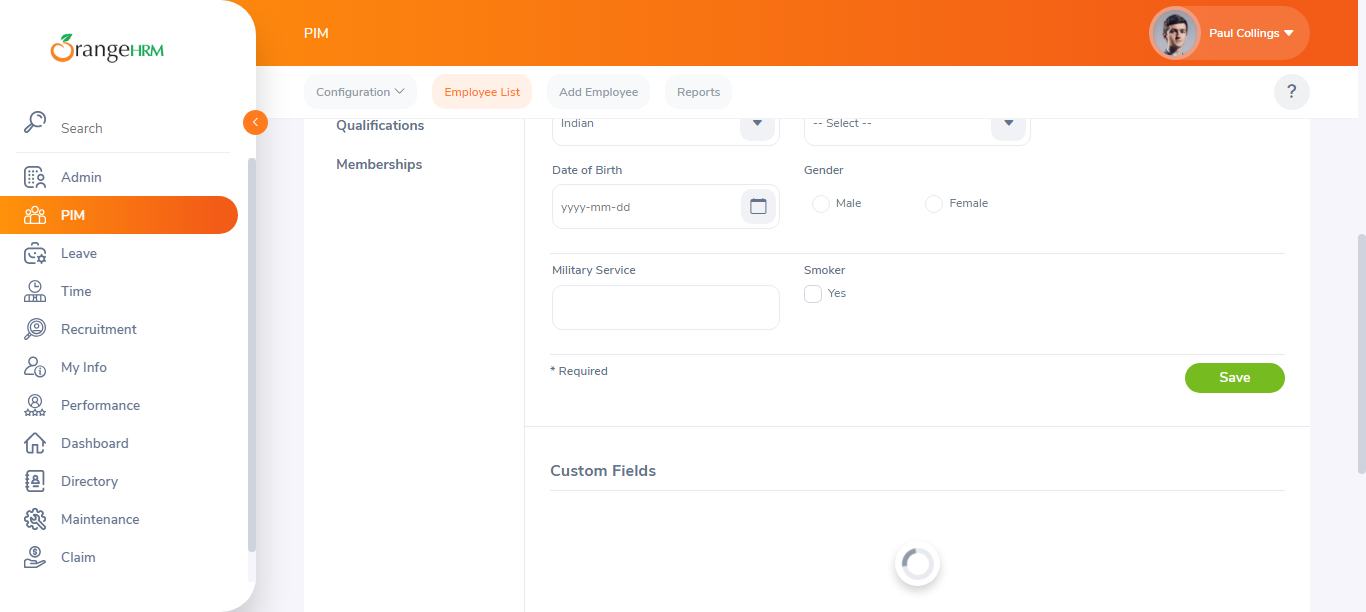 OrangeHRM
Search
Admin
PIM
Leave
Time
Recruitment
My Info
Performance
Dashboard
Directory
Maintenance
Claim
PIM
Paul Collings
Configuration
Employee List
Add Employee
Reports
?
Qualifications
Memberships
Indian
-- Select --
Date of Birth
Gender
yyyy-mm-dd
Male
Female
Military Service
Smoker
Yes
* Required
Save
Custom Fields